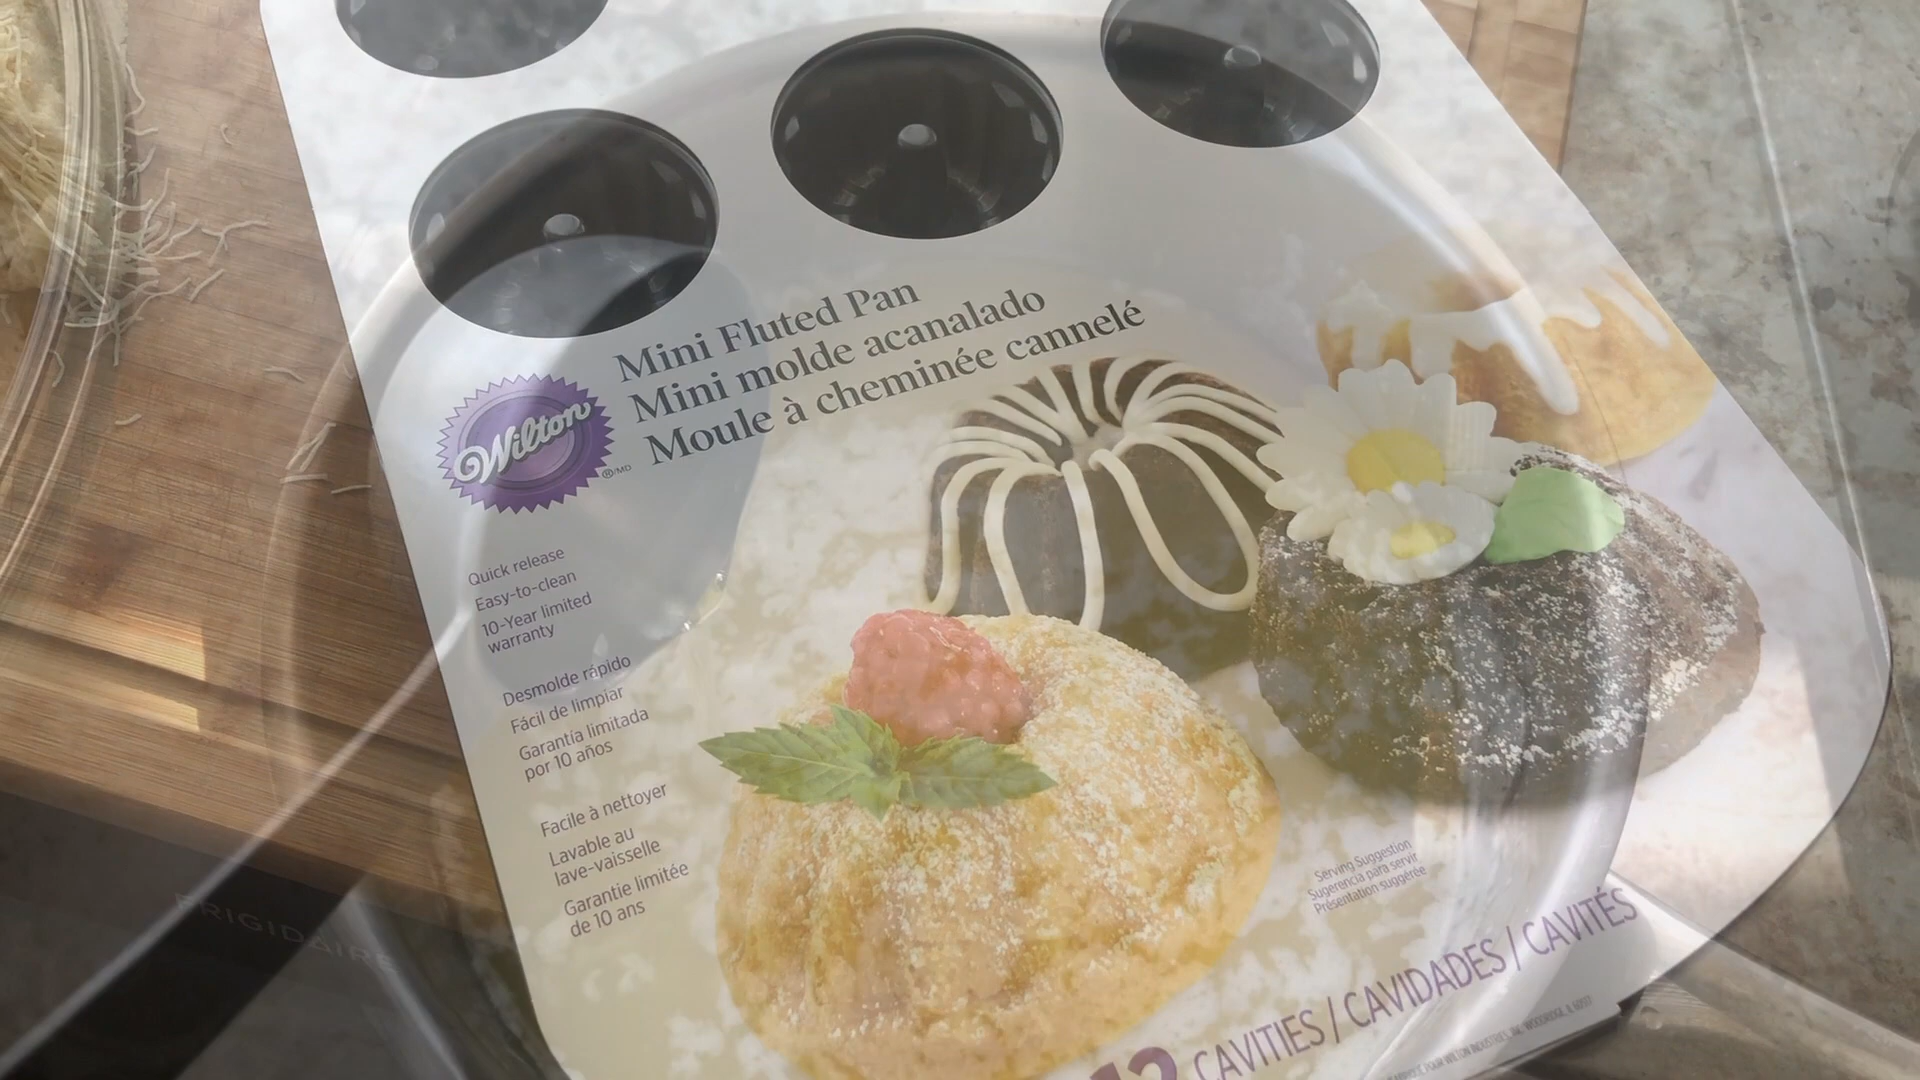 Mini Fluted Pan
Mini molde acanalado
Moule à cheminée cannelé
Wilton
®/MD
Quick release
Easy-to-clean
10-Year limited
warranty
Desmolde rápido
Fácil de limpiar
Garantía limitada
por 10 años
Facile à nettoyer
Lavable au
lave-vaisselle
Garantie limitée
de 10 ans
Serving Suggestion
Sugerencia para servir
Présentation suggérée
12 CAVITIES / CAVIDADES / CAVITÉS
FRIGIDAIRE